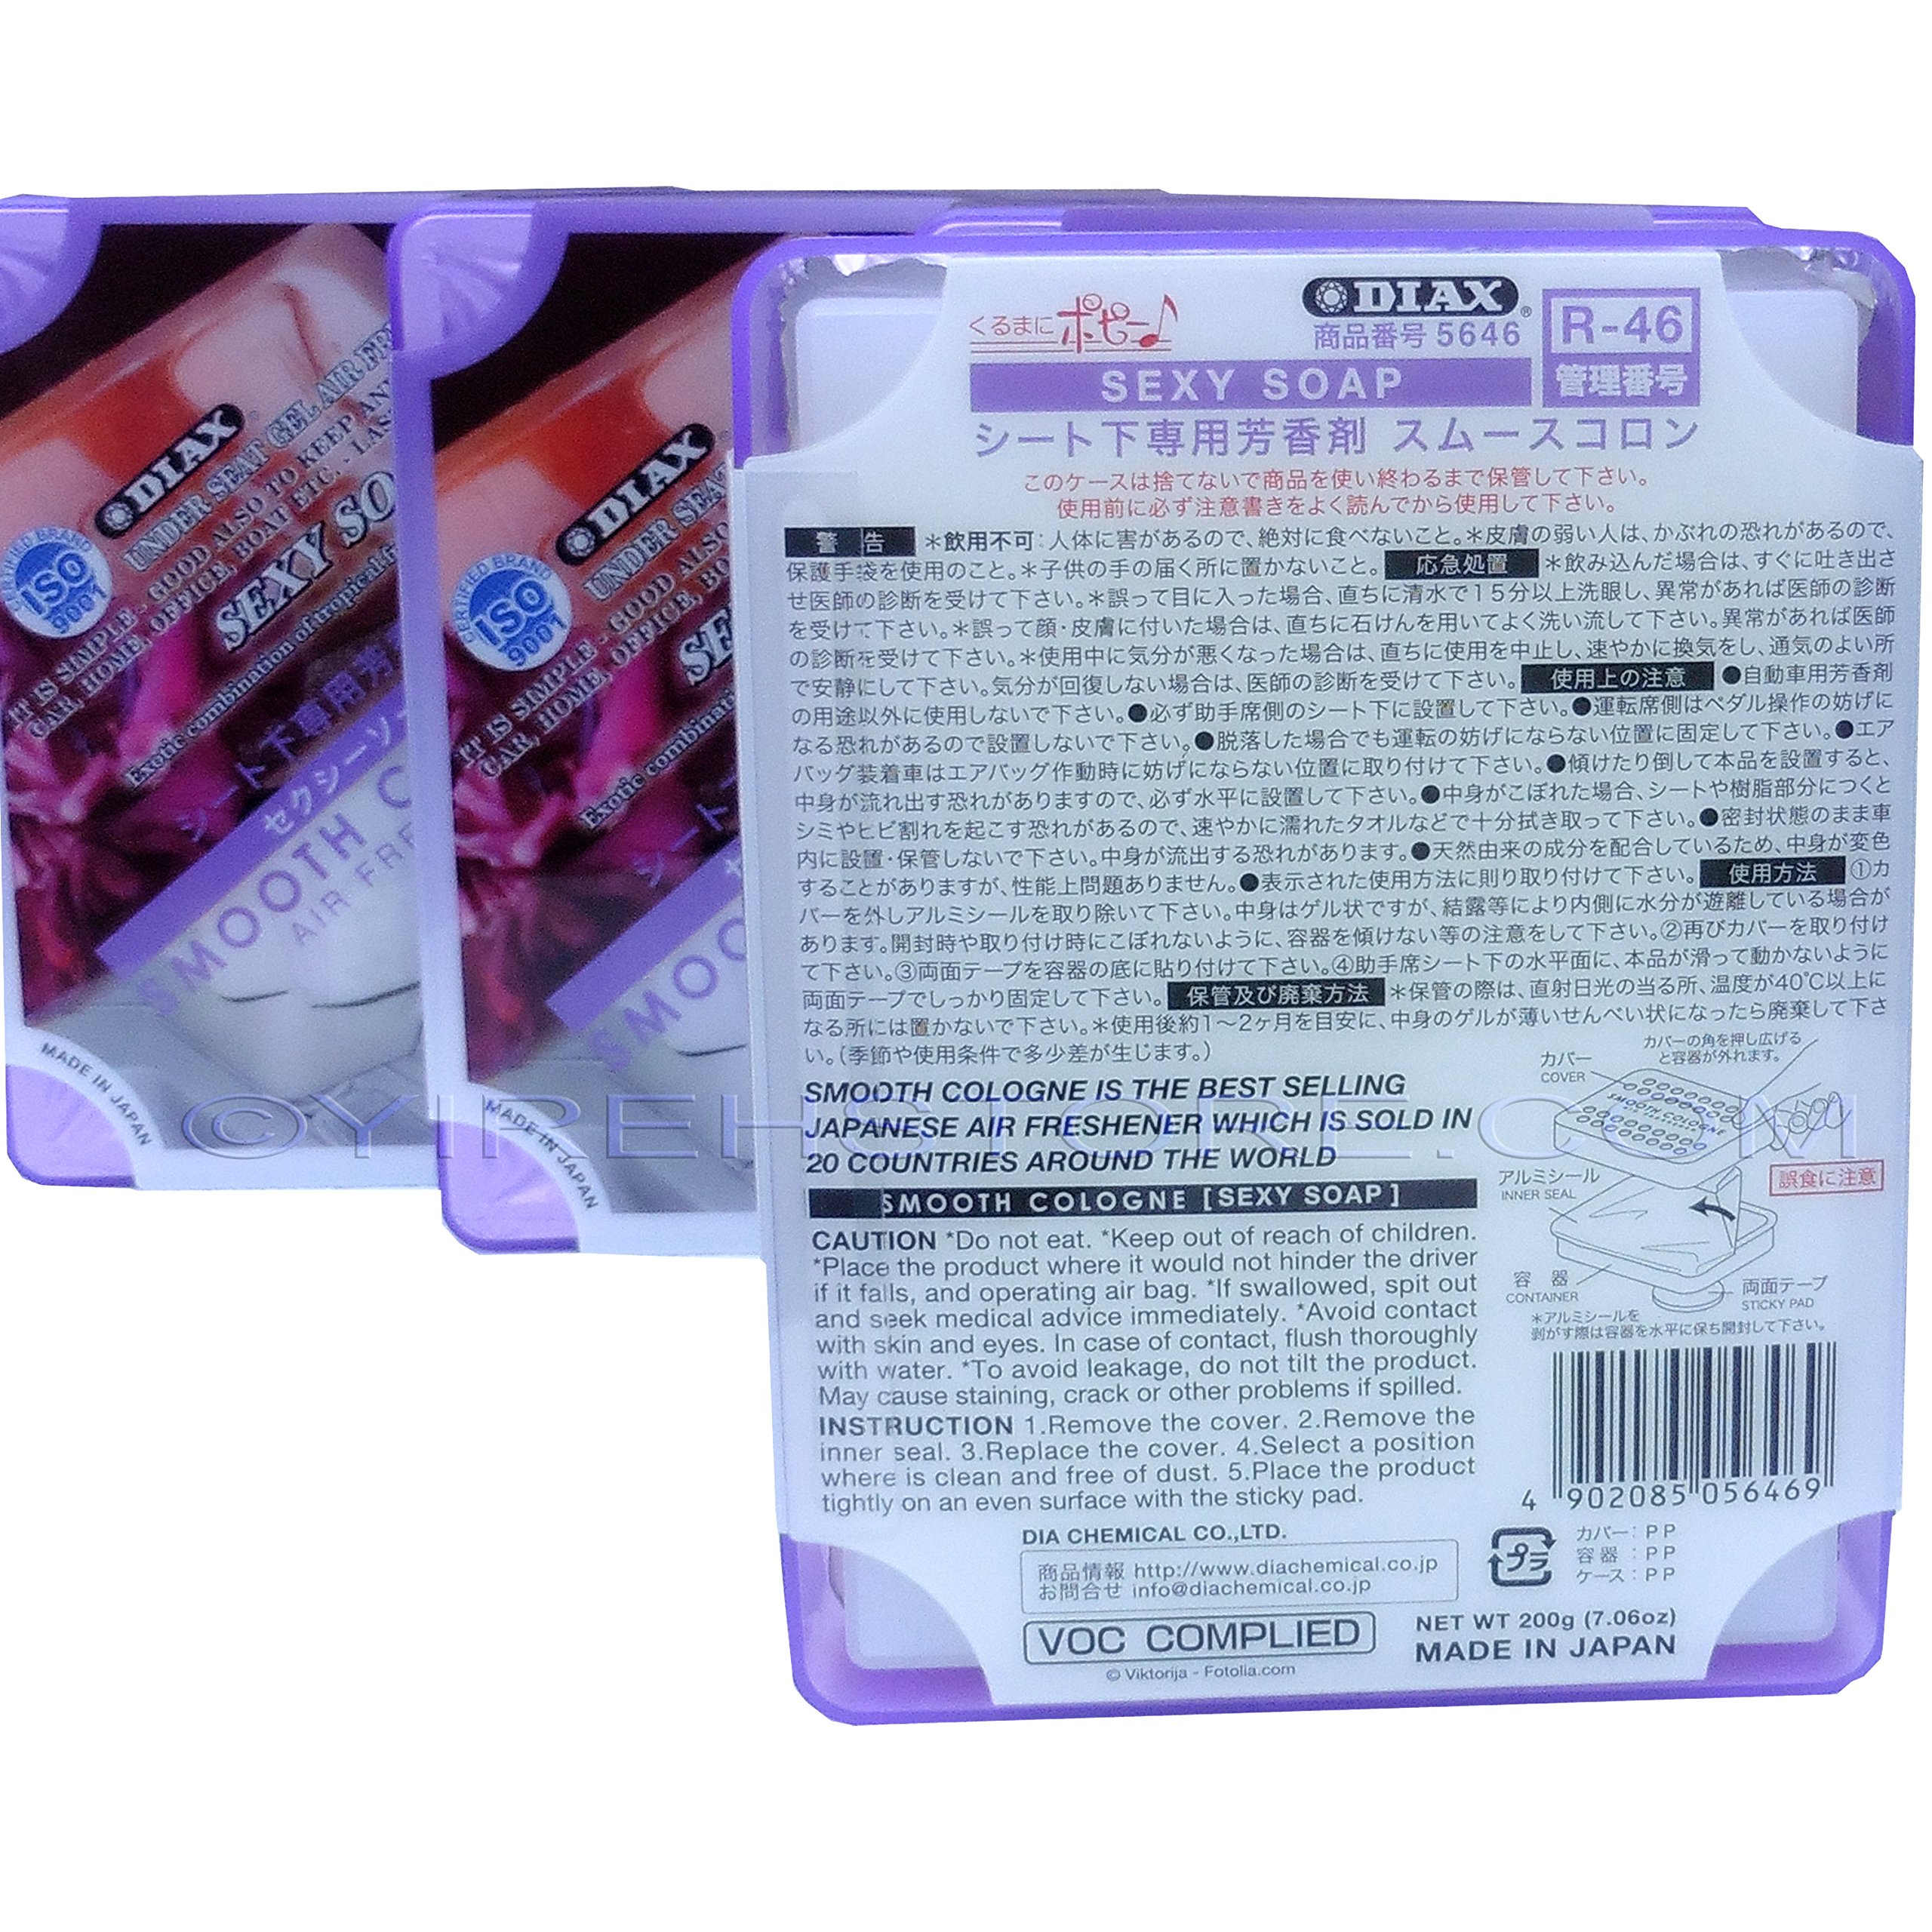 くるまにポピー
DIAX®
商品番号 5646
R-46
管理番号
SEXY SOAP
シート下専用芳香剤 スムースコロン
このケースは捨てないで商品を使い終わるまで保管して下さい。
使用前に必ず注意書きをよく読んでから使用して下さい。
警告 *飲用不可:人体に害があるので、絶対に食べないこと。*皮膚の弱い人は、かぶれの恐れがあるので、
保護手袋を使用のこと。*子供の手の届く所に置かないこと。 応急処置 *飲み込んだ場合は、すぐに吐き出さ
せ医師の診断を受けて下さい。*誤って目に入った場合、直ちに清水で15分以上洗眼し、異常があれば医師の診断
を受けて下さい。*誤って顔・皮膚に付いた場合は、直ちに石けんを用いてよく洗い流して下さい。異常があれば医師
の診断を受けて下さい。*使用中に気分が悪くなった場合は、直ちに使用を中止し、速やかに換気をし、通気のよい所
で安静にして下さい。気分が回復しない場合は、医師の診断を受けて下さい。 使用上の注意 ●自動車用芳香剤
の用途以外に使用しないで下さい。●必ず助手席側のシート下に設置して下さい。●運転席側はペダル操作の妨げに
なる恐れがあるので設置しないで下さい。●脱落した場合でも運転の妨げにならない位置に固定して下さい。●エア
バッグ装着車はエアバッグ作動時に妨げにならない位置に取り付けて下さい。●傾けたり倒して本品を設置すると、
中身が流れ出す恐れがありますので、必ず水平に設置して下さい。●中身がこぼれた場合、シートや樹脂部分につくと
シミやヒビ割れを起こす恐れがあるので、速やかに濡れたタオルなどで十分拭き取って下さい。●密封状態のまま車
内に設置・保管しないで下さい。中身が流出する恐れがあります。●天然由来の成分を配合しているため、中身が変色
することがありますが、性能上問題ありません。●表示された使用方法に則り取り付けて下さい。 使用方法 ①カ
バーを外しアルミシールを取り除いて下さい。中身はゲル状ですが、結露等により内側に水分が遊離している場合が
あります。開封時や取り付け時にこぼれないように、容器を傾けない等の注意をして下さい。②再びカバーを取り付け
て下さい。③両面テープを容器の底に貼り付けて下さい。④助手席シート下の水平面に、本品が滑って動かないように
両面テープでしっかり固定して下さい。 保管及び廃棄方法 *保管の際は、直射日光の当る所、温度が40℃以上に
なる所には置かないで下さい。*使用後約1〜2ヶ月を目安に、中身のゲルが薄いせんべい状になったら廃棄して下さ
い。(季節や使用条件で多少差が生じます。)
SMOOTH COLOGNE IS THE BEST SELLING
JAPANESE AIR FRESHENER WHICH IS SOLD IN
20 COUNTRIES AROUND THE WORLD
SMOOTH COLOGNE [SEXY SOAP]
CAUTION *Do not eat. *Keep out of reach of children.
*Place the product where it would not hinder the driver
if it falls, and operating air bag. *If swallowed, spit out
and seek medical advice immediately. *Avoid contact
with skin and eyes. In case of contact, flush thoroughly
with water. *To avoid leakage, do not tilt the product.
May cause staining, crack or other problems if spilled.
INSTRUCTION 1.Remove the cover. 2.Remove the
inner seal. 3.Replace the cover. 4.Select a position
where is clean and free of dust. 5.Place the product
tightly on an even surface with the sticky pad.
カバーの角を押し広げる
と容器が外れます。
カバー
COVER
SMOOTH COLOGNE
アルミシール
INNER SEAL
誤食に注意
容 器
CONTAINER
両面テープ
STICKY PAD
*アルミシールを
剥がす際は容器を水平に保ち開封して下さい。
4 902085 056469
DIA CHEMICAL CO.,LTD.
商品情報 http://www.diachemical.co.jp
お問合せ info@diachemical.co.jp
プラ
カバー:PP
容器 :PP
ケース:PP
VOC COMPLIED
NET WT 200g (7.06oz)
MADE IN JAPAN
© Viktorija - Fotolia.com
DIAX
UNDER SEAT GEL AIR FR
IT IS SIMPLE - GOOD ALSO TO KEEP AN
CAR, HOME, OFFICE, BOAT ETC. - LAS
SEXY SO
Exotic combination of tropical f
CERTIFIED BRAND
ISO
9001
シート下専用芳
セクシーソー
SMOOTH C
AIR FRE
MADE IN JAPAN
DIAX
UNDER SEAT
IT IS SIMPLE - GOOD ALSO
CAR, HOME, OFFICE, BO
SE
Exotic combinat
CERTIFIED BRAND
ISO
9001
シート
セ
SMOO
MADE IN JAPAN
©YIREHSTORE.COM